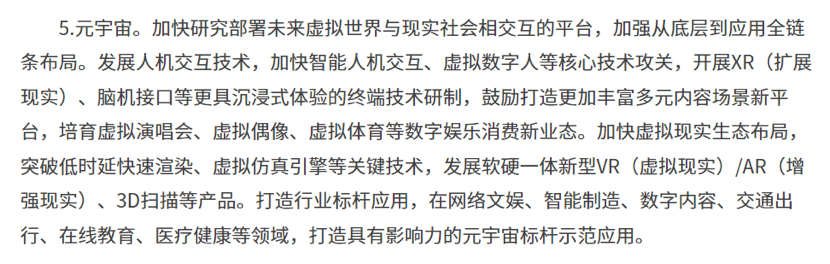 5.元宇宙。加快研究部署未来虚拟世界与现实社会相交互的平台，加强从底层到应用全链
条布局。发展人机交互技术，加快智能人机交互、虚拟数字人等核心技术攻关，开展XR（扩展
现实）、脑机接口等更具沉浸式体验的终端技术研制，鼓励打造更加丰富多元内容场景新平
台，培育虚拟演唱会、虚拟偶像、虚拟体育等数字娱乐消费新业态。加快虚拟现实生态布局，
突破低时延快速渲染、虚拟仿真引擎等关键技术，发展软硬一体新型VR（虚拟现实）/AR（增
强现实）、3D扫描等产品。打造行业标杆应用，在网络文娱、智能制造、数字内容、交通出
行、在线教育、医疗健康等领域，打造具有影响力的元宇宙标杆示范应用。